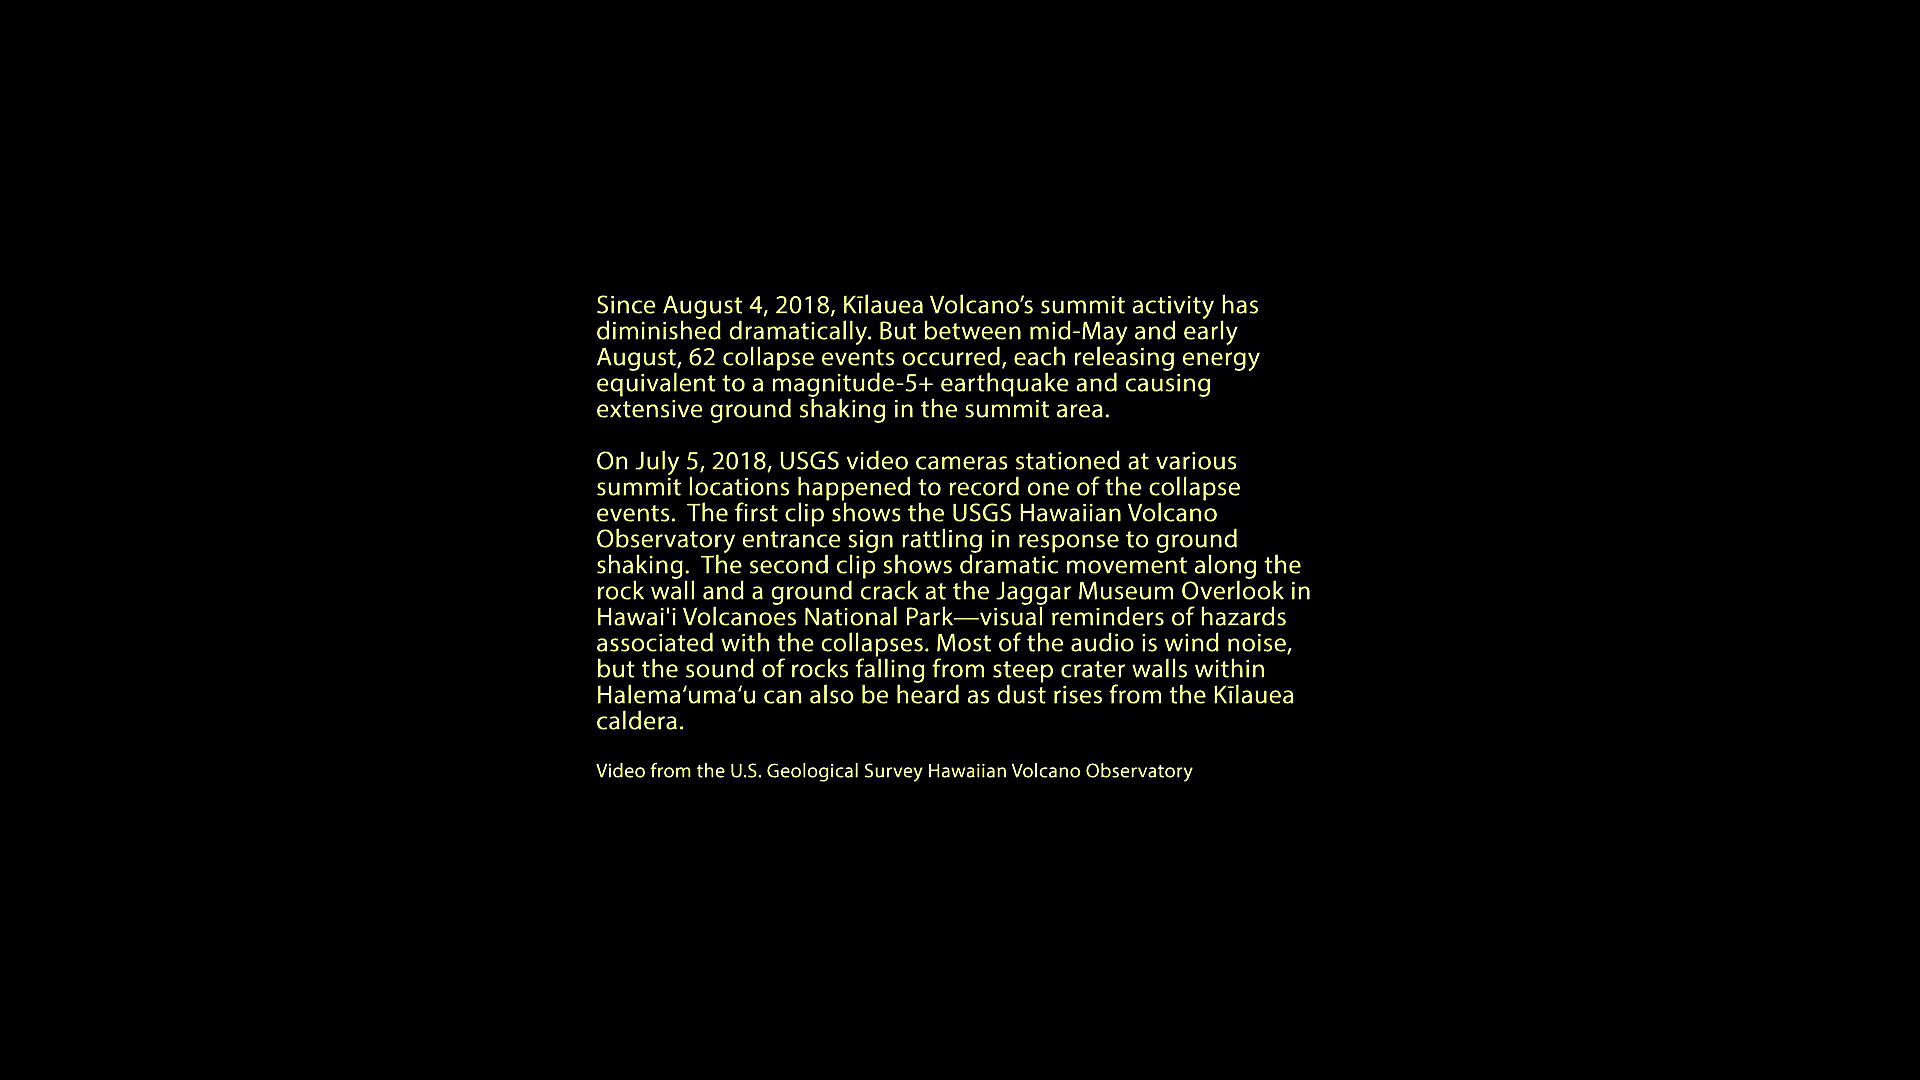 Since August 4, 2018, Kīlauea Volcano’s summit activity has
diminished dramatically. But between mid-May and early
August, 62 collapse events occurred, each releasing energy
equivalent to a magnitude-5+ earthquake and causing
extensive ground shaking in the summit area.
On July 5, 2018, USGS video cameras stationed at various
summit locations happened to record one of the collapse
events.  The first clip shows the USGS Hawaiian Volcano
Observatory entrance sign rattling in response to ground
shaking.  The second clip shows dramatic movement along the
rock wall and a ground crack at the Jaggar Museum Overlook in
Hawai'i Volcanoes National Park—visual reminders of hazards
associated with the collapses. Most of the audio is wind noise,
but the sound of rocks falling from steep crater walls within
Halema‘uma‘u can also be heard as dust rises from the Kīlauea
caldera.
Video from the U.S. Geological Survey Hawaiian Volcano Observatory